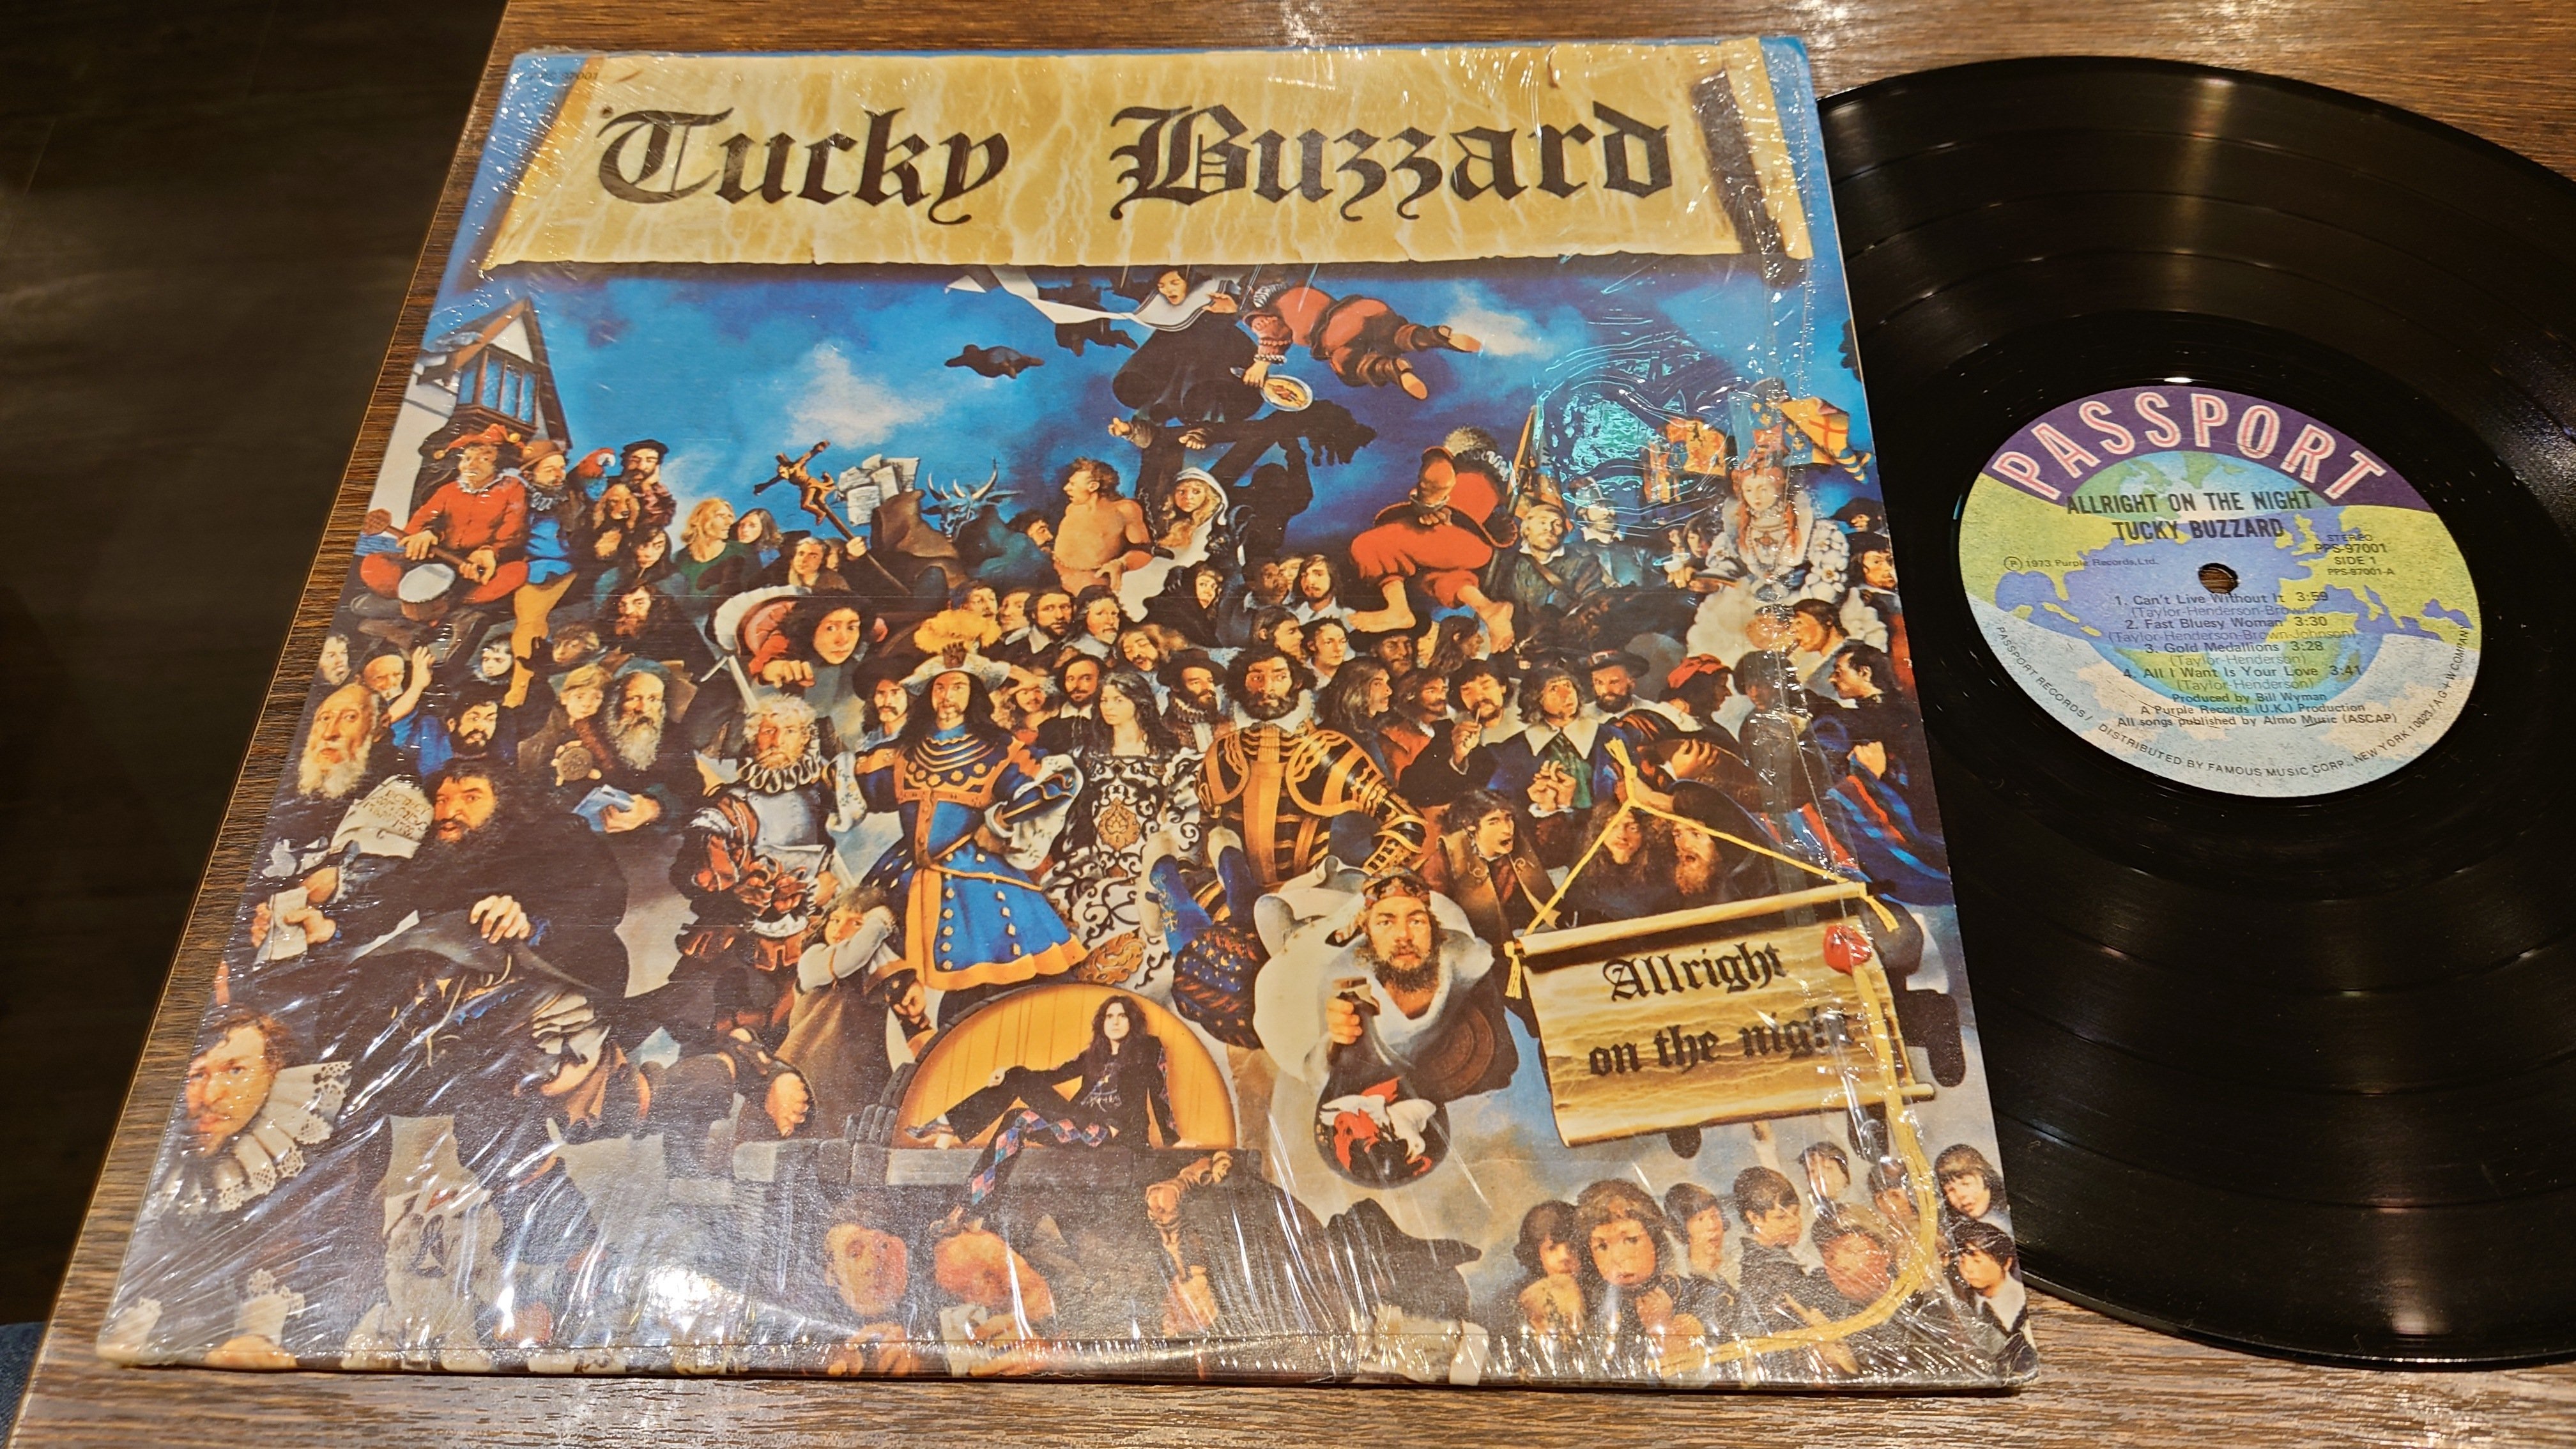 Tucky Buzzard
Allright
on the night
PASSPORT
ALLRIGHT ON THE NIGHT
TUCKY BUZZARD
STEREO
PPS-97001
SIDE 1
PPS-97001-A
Ⓟ 1973 Purple Records, Ltd.
1. Can't Live Without It 3:59
(Taylor-Henderson-Brown)
2. Fast Bluesy Woman 3:30
(Taylor-Henderson-Brown-Johnson)
3. Gold Medallions 3:28
(Taylor-Henderson)
4. All I Want Is Your Love 3:41
(Taylor-Henderson)
Produced by Bill Wyman
A Purple Records (U.K.) Production
All songs published by Almo Music (ASCAP)
PASSPORT RECORDS / DISTRIBUTED BY FAMOUS MUSIC CORP., NEW YORK 10023 / A G+W COMPANY